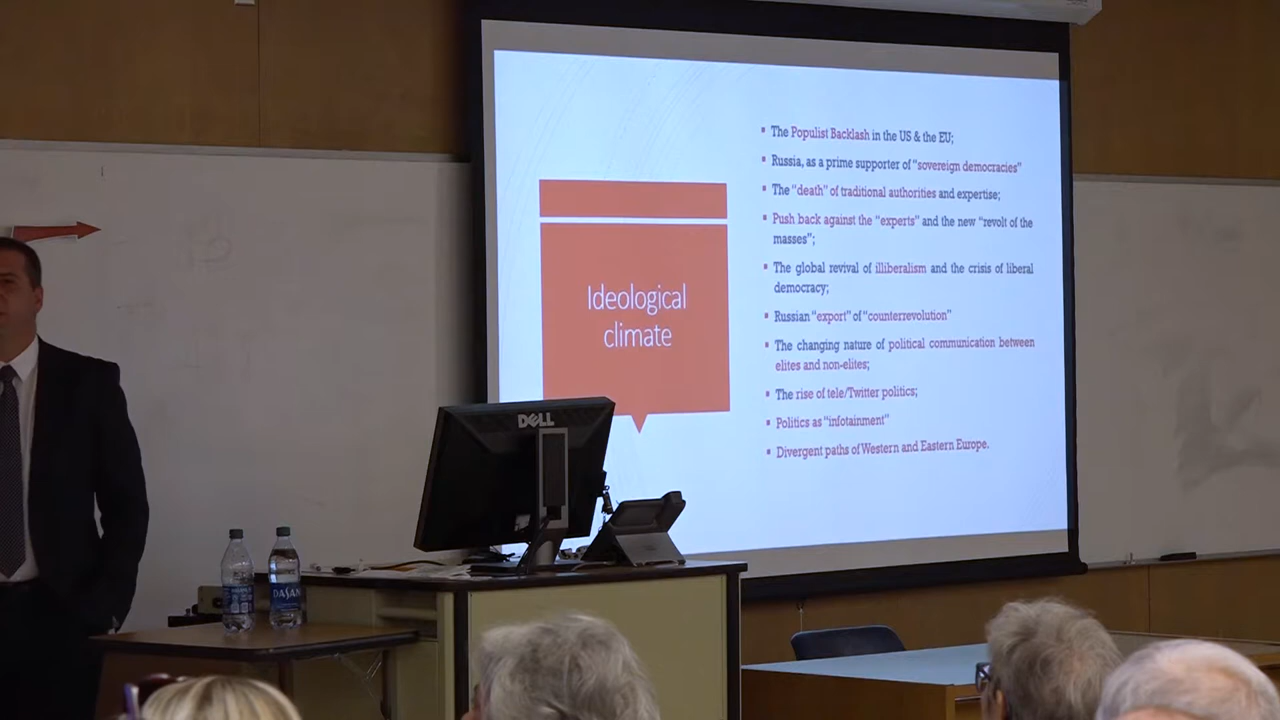 The Populist Backlash in the US & the EU;
Russia, as a prime supporter of “sovereign democracies”
The “death” of traditional authorities and expertise;
Push back against the “experts” and the new “revolt of the
masses”;
The global revival of illiberalism and the crisis of liberal
democracy;
Russian “export” of “counterrevolution”
The changing nature of political communication between
elites and non-elites;
The rise of tele/Twitter politics;
Politics as “infotainment”
Divergent paths of Western and Eastern Europe.
Ideological
climate
DELL
DASANI